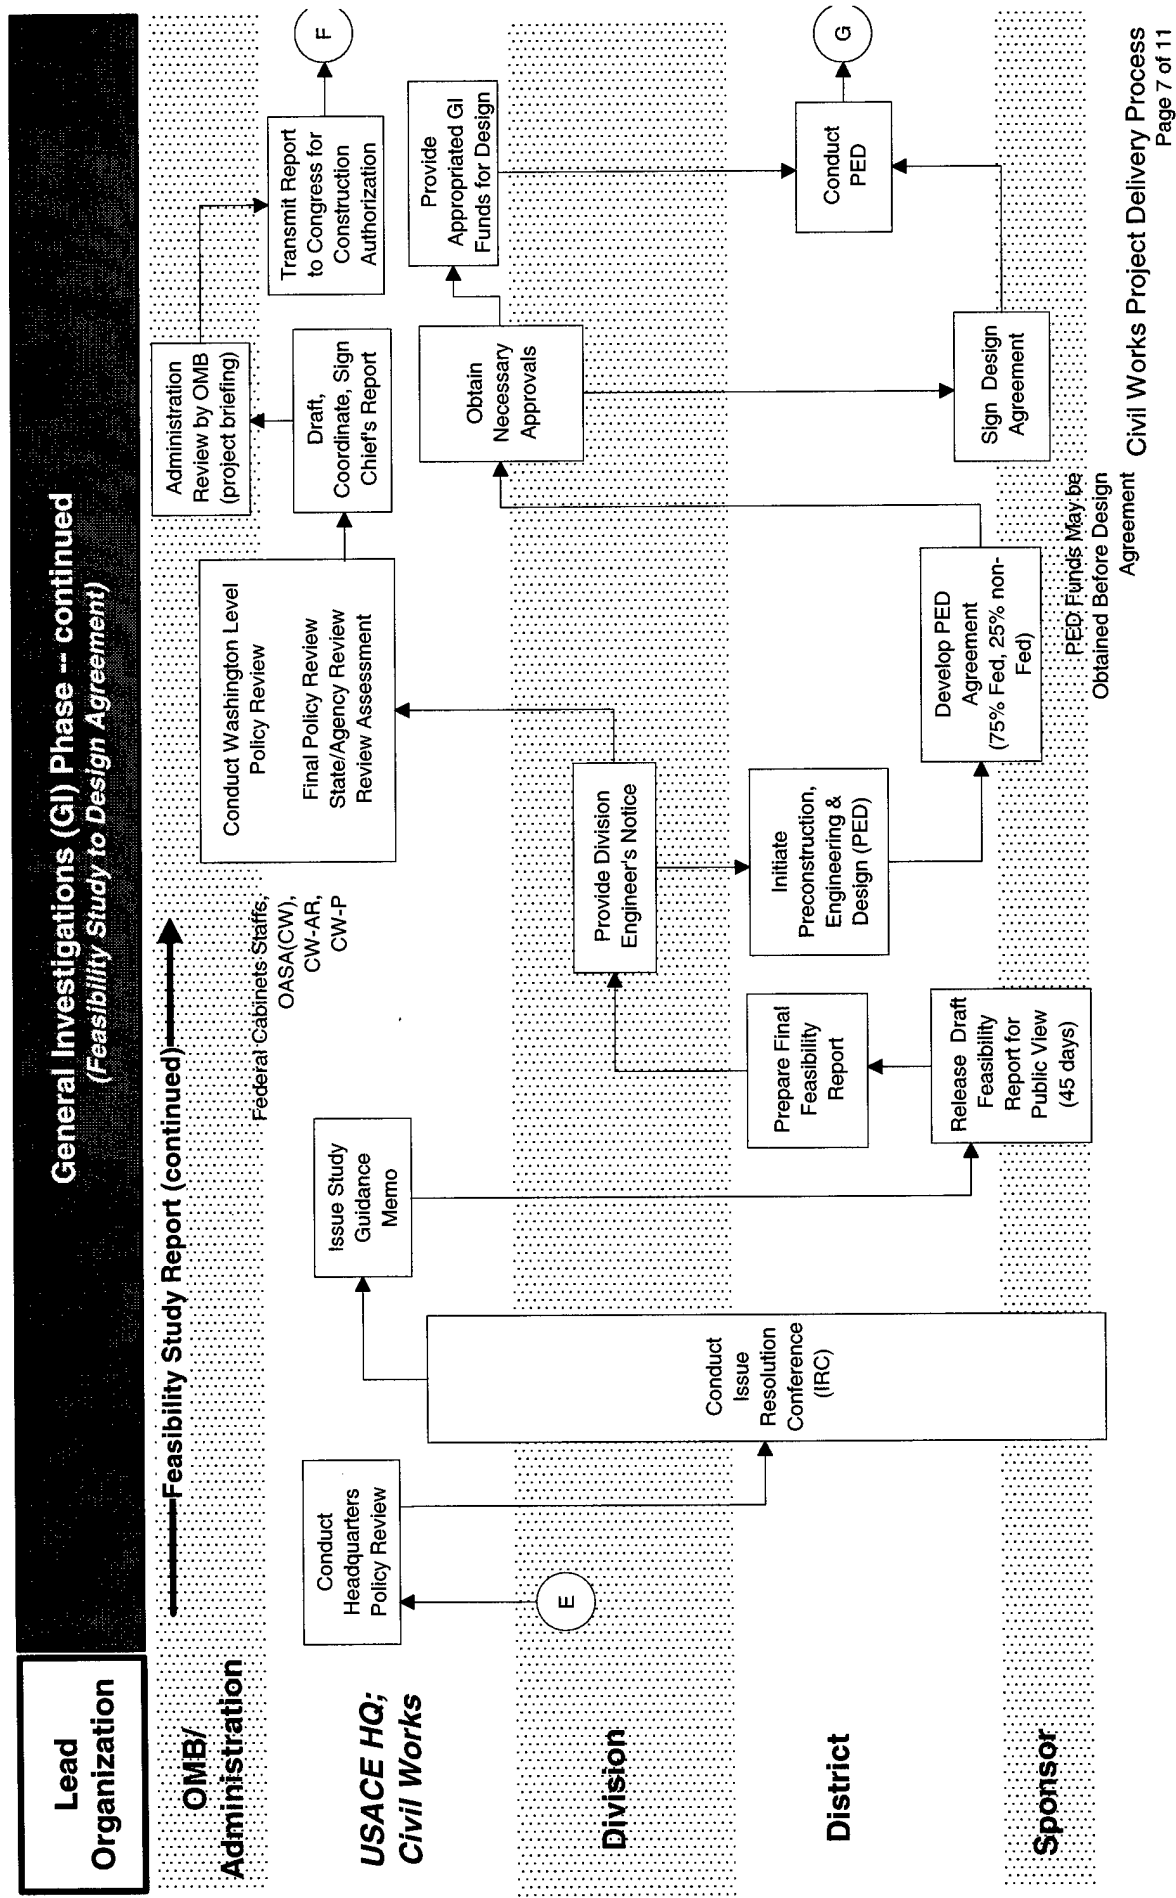 Lead
Organization
General Investigations (GI) Phase -- continued
(Feasibility Study to Design Agreement)
OMB/
Administration
Feasibility Study Report (continued)
Federal Cabinets Staffs,
OASA(CW),
CW-AR,
CW-P
Administration
Review by OMB
(project briefing)
USACE HQ;
Civil Works
Conduct
Headquarters
Policy Review
Issue Study
Guidance
Memo
Conduct Washington Level
Policy Review
Final Policy Review
State/Agency Review
Review Assessment
Draft,
Coordinate, Sign
Chief's Report
Transmit Report
to Congress for
Construction
Authorization
F
Obtain
Necessary
Approvals
Provide
Appropriated GI
Funds for Design
Division
E
Provide Division
Engineer's Notice
District
Conduct
Issue
Resolution
Conference
(IRC)
Prepare Final
Feasibility
Report
Initiate
Preconstruction,
Engineering &
Design (PED)
Conduct
PED
G
Sponsor
Release Draft
Feasibility
Report for
Public View
(45 days)
Develop PED
Agreement
(75% Fed, 25% non-
Fed)
Sign Design
Agreement
PED Funds May be
Obtained Before Design
Agreement
Civil Works Project Delivery Process
Page 7 of 11